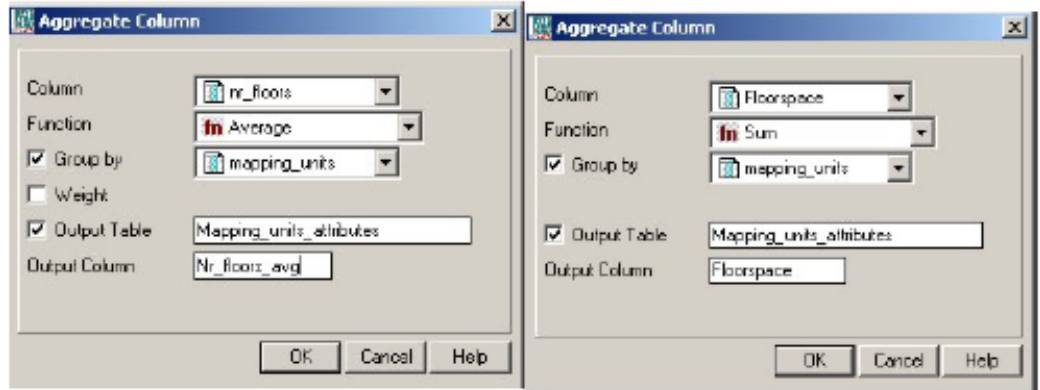 Aggregate Column
Column nr_floors
Function fn Average
Group by mapping_units
Weight
Output Table Mapping_units_attributes
Output Column Nr_floors_avg
OK Cancel Help
Aggregate Column
Column Floorspace
Function fn Sum
Group by mapping_units
Output Table Mapping_units_attributes
Output Column Floorspace
OK Cancel Help